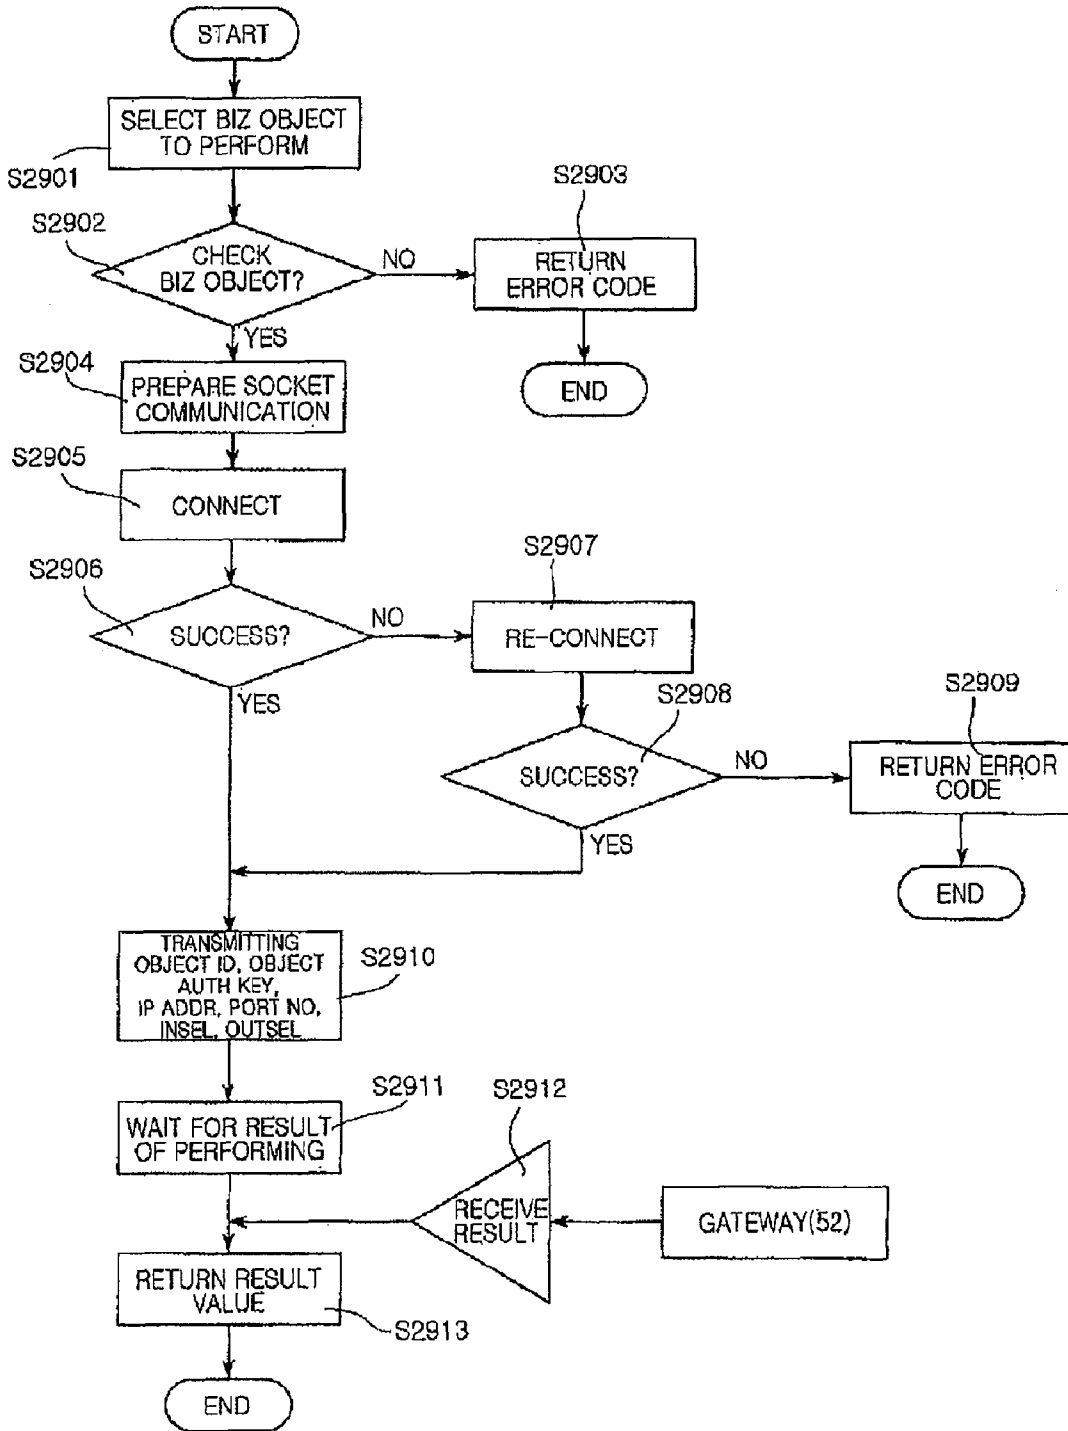 START
SELECT BIZ OBJECT
TO PERFORM
S2901
S2902
CHECK
BIZ OBJECT?
NO
S2903
RETURN
ERROR CODE
END
YES
S2904
PREPARE SOCKET
COMMUNICATION
S2905
CONNECT
S2906
SUCCESS?
NO
S2907
RE-CONNECT
YES
S2908
SUCCESS?
NO
S2909
RETURN ERROR
CODE
END
YES
TRANSMITTING
OBJECT ID, OBJECT
AUTH KEY,
IP ADDR, PORT NO,
INSEL, OUTSEL
S2910
WAIT FOR RESULT
OF PERFORMING
S2911
S2912
RECEIVE
RESULT
GATEWAY(52)
RETURN RESULT
VALUE
S2913
END